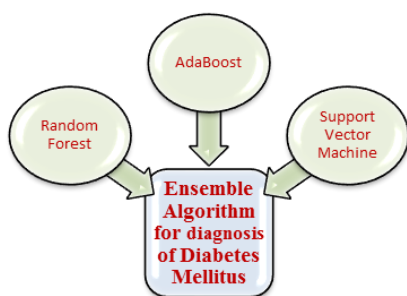 AdaBoost
Random
Forest
Support
Vector
Machine
Ensemble
Algorithm
for diagnosis
of Diabetes
Mellitus